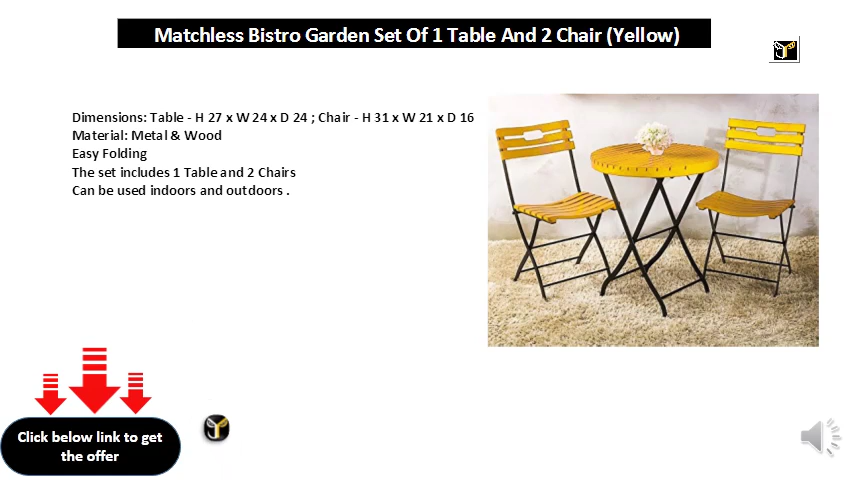 Matchless Bistro Garden Set Of 1 Table And 2 Chair (Yellow)
Dimensions: Table - H 27 x W 24 x D 24 ; Chair - H 31 x W 21 x D 16
Material: Metal & Wood
Easy Folding
The set includes 1 Table and 2 Chairs
Can be used indoors and outdoors .
Click below link to get
the offer